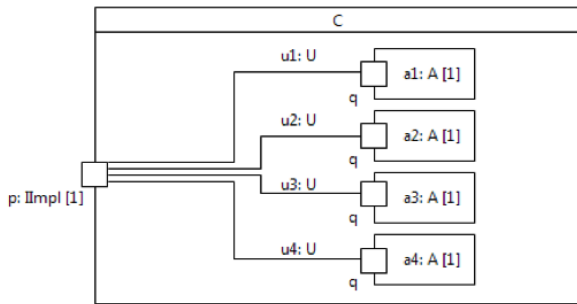 C
u1: U
a1: A [1]
q
u2: U
a2: A [1]
q
u3: U
a3: A [1]
p: IImpl [1]
q
u4: U
a4: A [1]
q